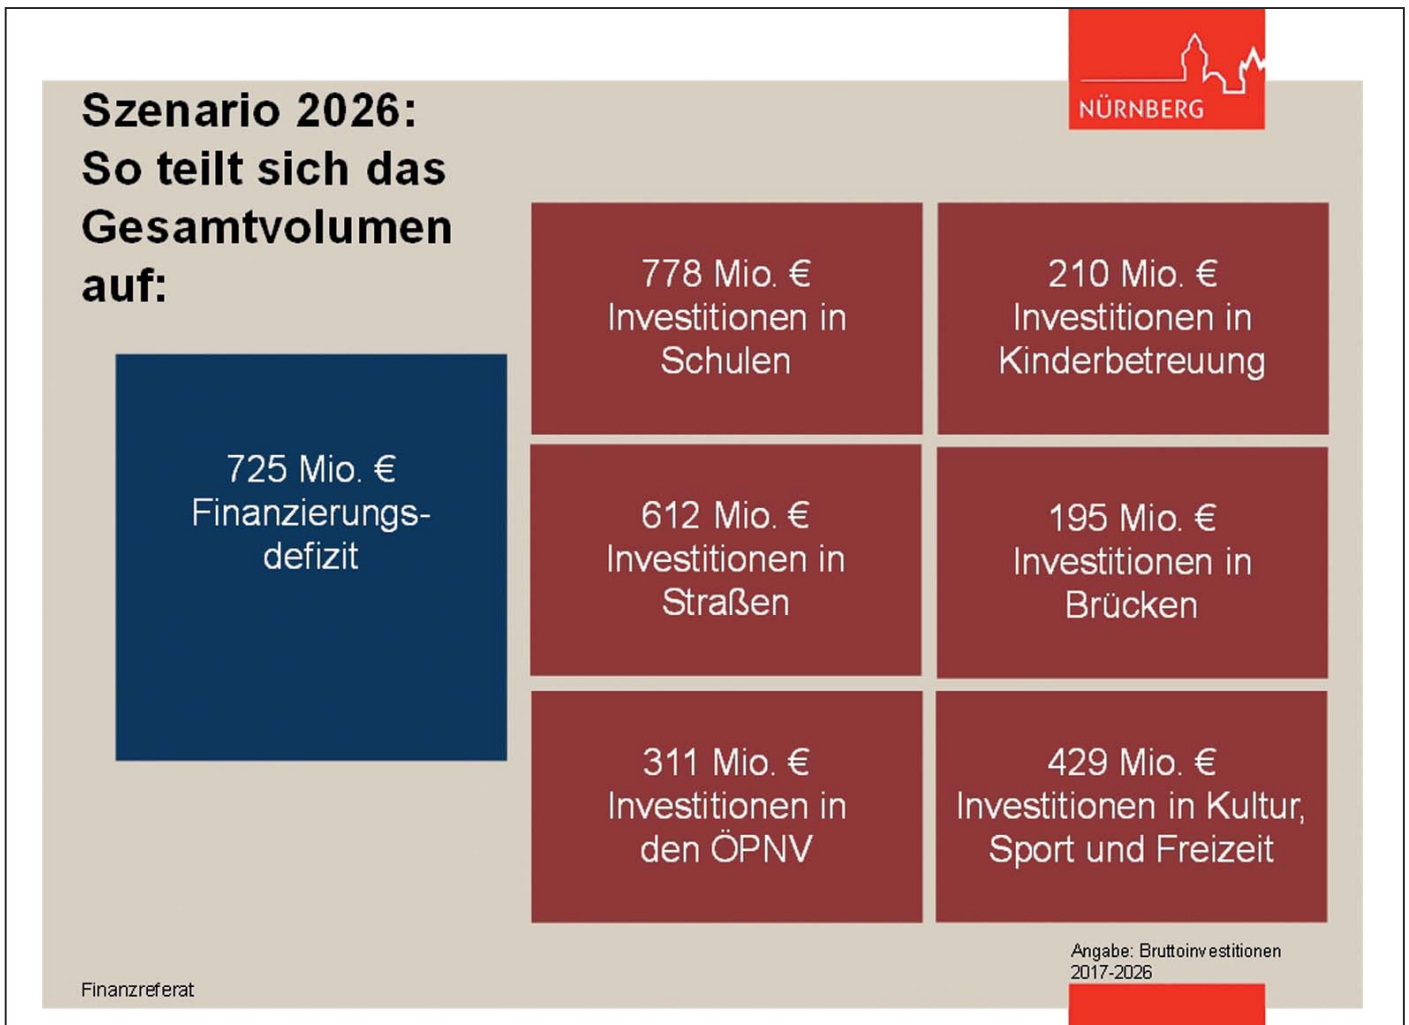 NÜRNBERG
Szenario 2026:
So teilt sich das
Gesamtvolumen
auf:
725 Mio. €
Finanzierungs-
defizit
778 Mio. €
Investitionen in
Schulen
210 Mio. €
Investitionen in
Kinderbetreuung
612 Mio. €
Investitionen in
Straßen
195 Mio. €
Investitionen in
Brücken
311 Mio. €
Investitionen in
den ÖPNV
429 Mio. €
Investitionen in Kultur,
Sport und Freizeit
Angabe: Bruttoinvestitionen
2017-2026
Finanzreferat